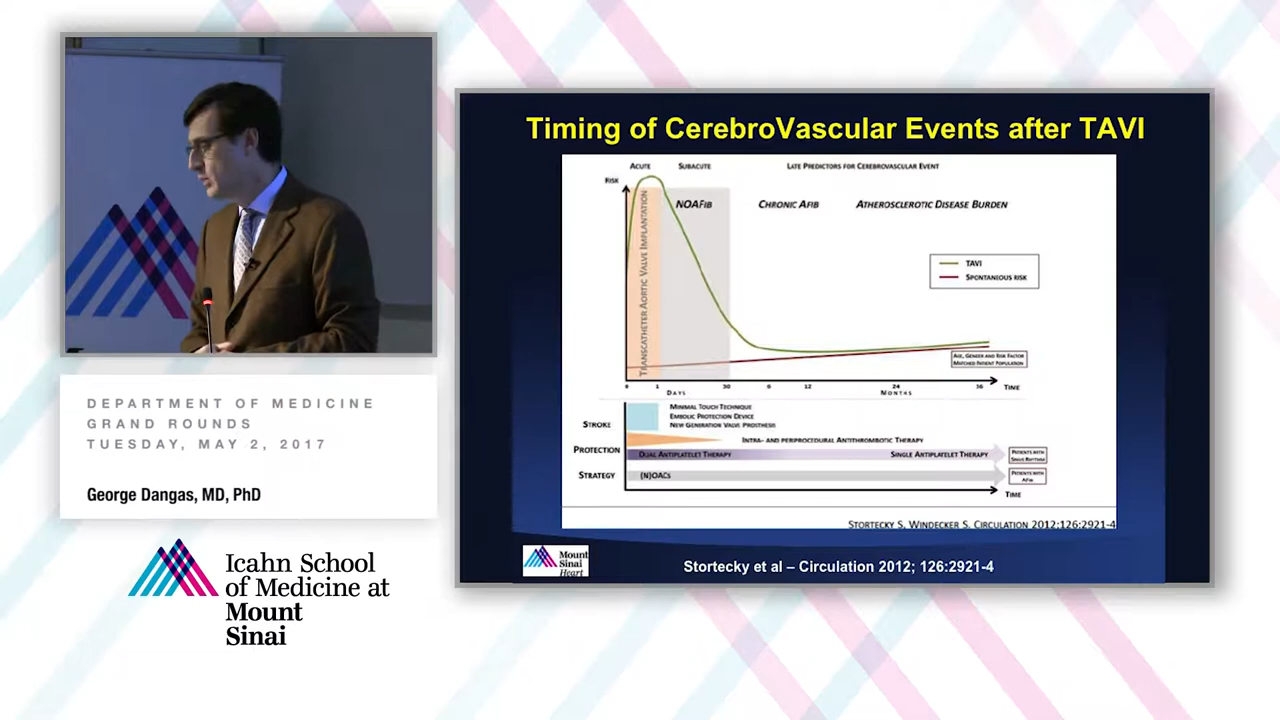 DEPARTMENT OF MEDICINE
GRAND ROUNDS
TUESDAY, MAY 2, 2017
George Dangas, MD, PhD
Icahn School
of Medicine at
Mount
Sinai
Timing of CerebroVascular Events after TAVI
ACUTE SUBACUTE LATE PREDICTORS FOR CEREBROVASCULAR EVENT
RISK
NOAFIB CHRONIC AFIB ATHEROSCLEROTIC DISEASE BURDEN
TRANSCATHETER AORTIC VALVE IMPLANTATION
TAVI
SPONTANEOUS RISK
AGE, GENDER AND RISK FACTOR
MATCHED PATIENT POPULATION
0 1 30 6 12 24 36 TIME
DAYS MONTHS
STROKE
PROTECTION
STRATEGY
MINIMAL TOUCH TECHNIQUE
EMBOLIC PROTECTION DEVICE
NEW GENERATION VALVE PROSTHESIS
INTRA- AND PERIPROCEDURAL ANTITHROMBOTIC THERAPY
DUAL ANTIPLATELET THERAPY SINGLE ANTIPLATELET THERAPY
PATIENTS WITH
SINUS RHYTHM
(N)OACS
PATIENTS WITH
AFIB
TIME
STORTECKY S, WINDECKER S. CIRCULATION 2012;126:2921-4
Mount
Sinai
Heart
Stortecky et al – Circulation 2012; 126:2921-4